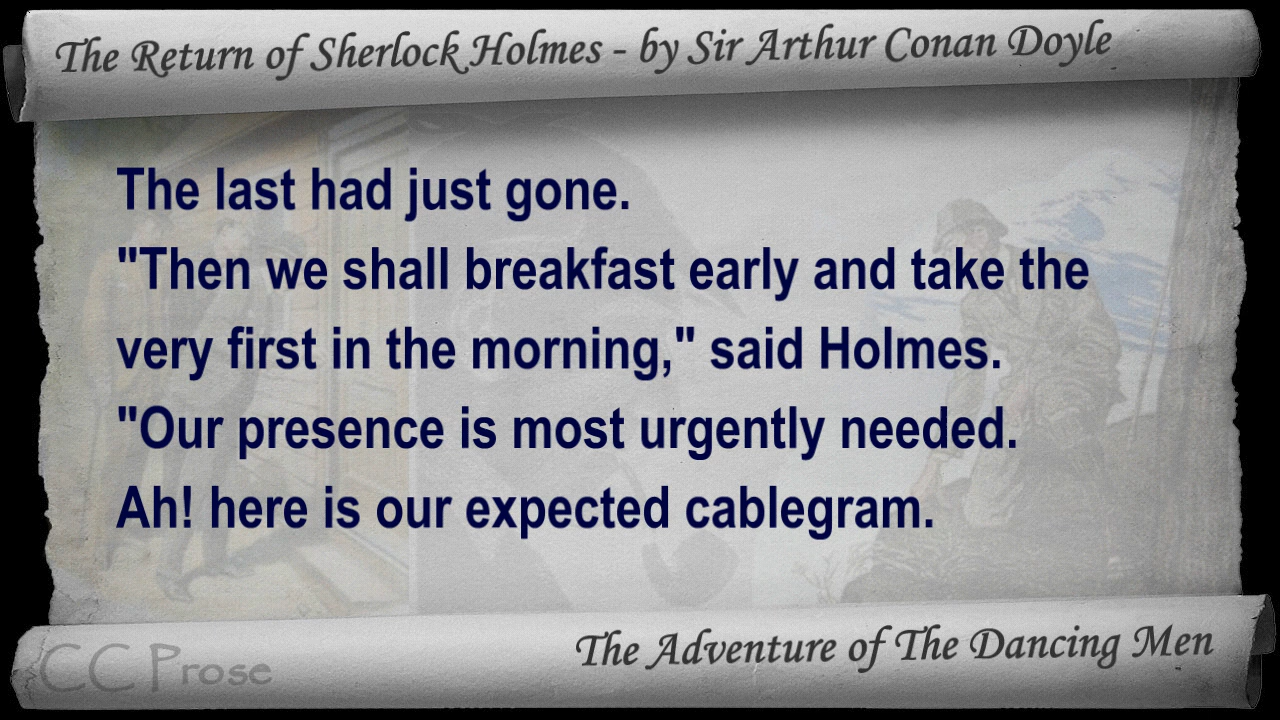 The Return of Sherlock Holmes - by Sir Arthur Conan Doyle
The last had just gone.
"Then we shall breakfast early and take the
very first in the morning," said Holmes.
"Our presence is most urgently needed.
Ah! here is our expected cablegram.
The Adventure of The Dancing Men
CC Prose